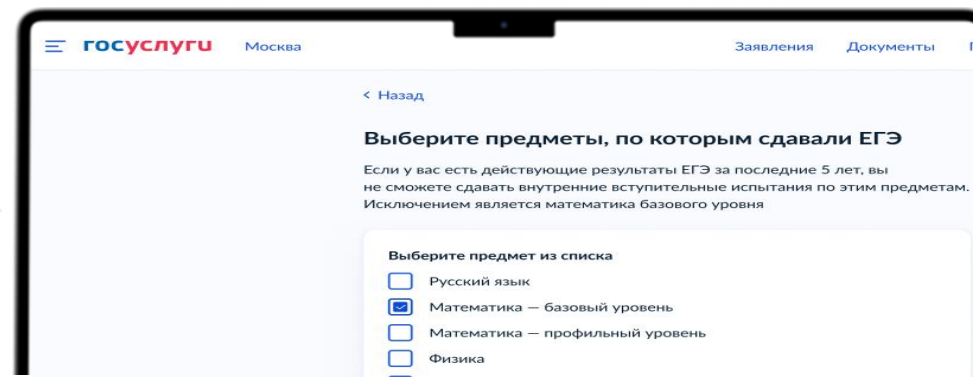 госуслуги Москва Заявления Документы
< Назад
Выберите предметы, по которым сдавали ЕГЭ
Если у вас есть действующие результаты ЕГЭ за последние 5 лет, вы
не сможете сдавать внутренние вступительные испытания по этим предметам.
Исключением является математика базового уровня
Выберите предмет из списка
Русский язык
Математика — базовый уровень
Математика — профильный уровень
Физика